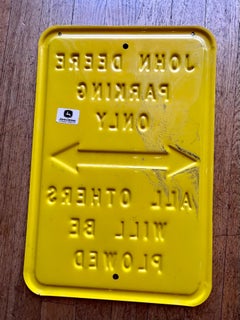 JOHN DEERE
PARKING
ONLY
ALL OTHERS
WILL BE
PLOWED